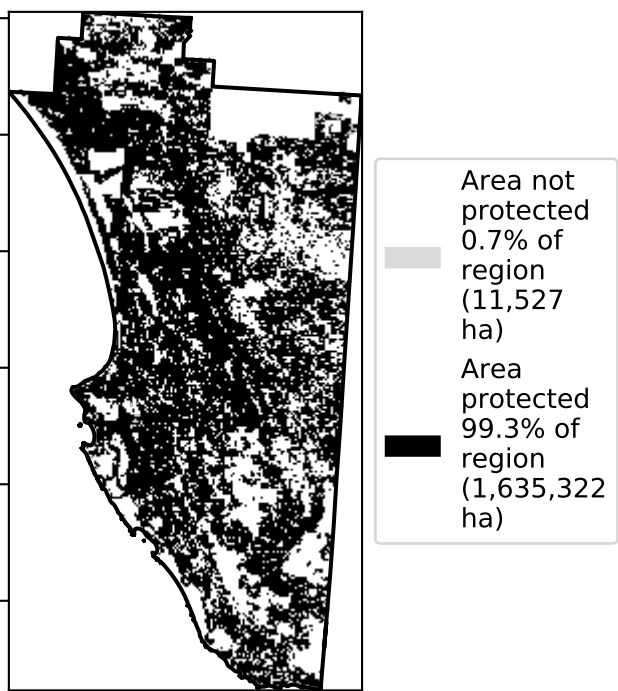 Area not
protected
0.7% of
region
(11,527
ha)
Area
protected
99.3% of
region
(1,635,322
ha)